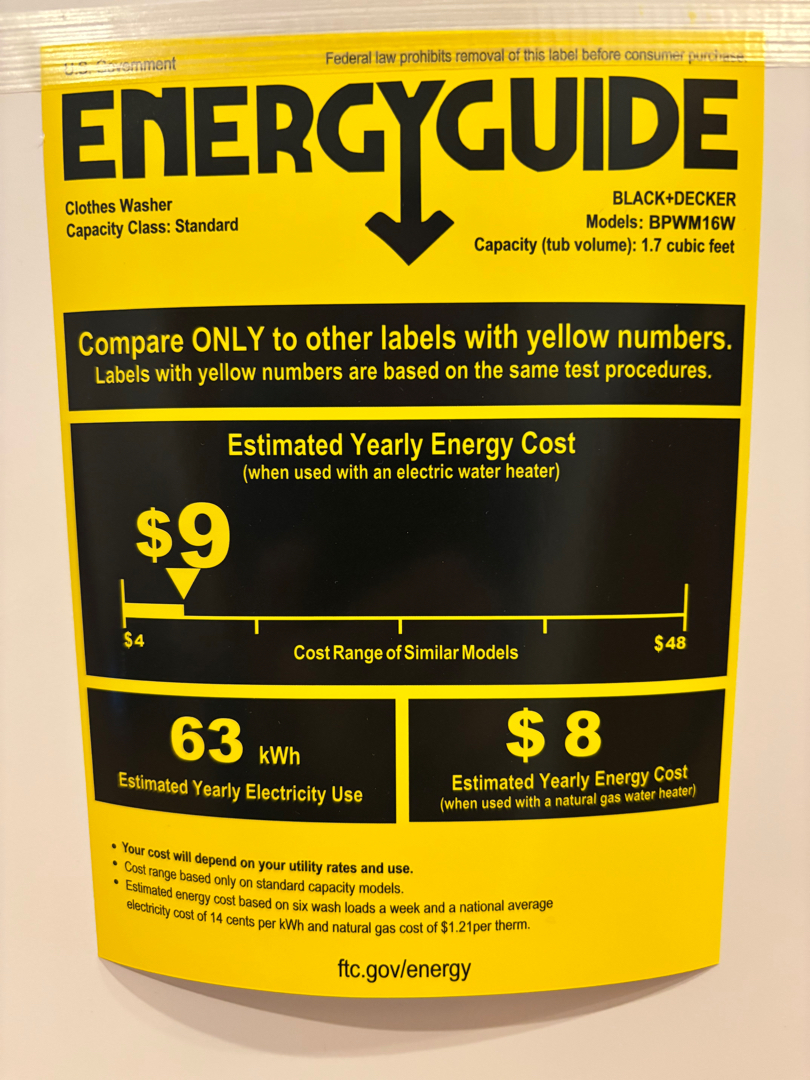 U.S. Government
Federal law prohibits removal of this label before consumer purchase.
ENERGYGUIDE
Clothes Washer
Capacity Class: Standard
BLACK+DECKER
Models: BPWM16W
Capacity (tub volume): 1.7 cubic feet
Compare ONLY to other labels with yellow numbers.
Labels with yellow numbers are based on the same test procedures.
Estimated Yearly Energy Cost
(when used with an electric water heater)
$9
$4
$48
Cost Range of Similar Models
63 kWh
Estimated Yearly Electricity Use
$ 8
Estimated Yearly Energy Cost
(when used with a natural gas water heater)
• Your cost will depend on your utility rates and use.
• Cost range based only on standard capacity models.
• Estimated energy cost based on six wash loads a week and a national average
electricity cost of 14 cents per kWh and natural gas cost of $1.21per therm.
ftc.gov/energy